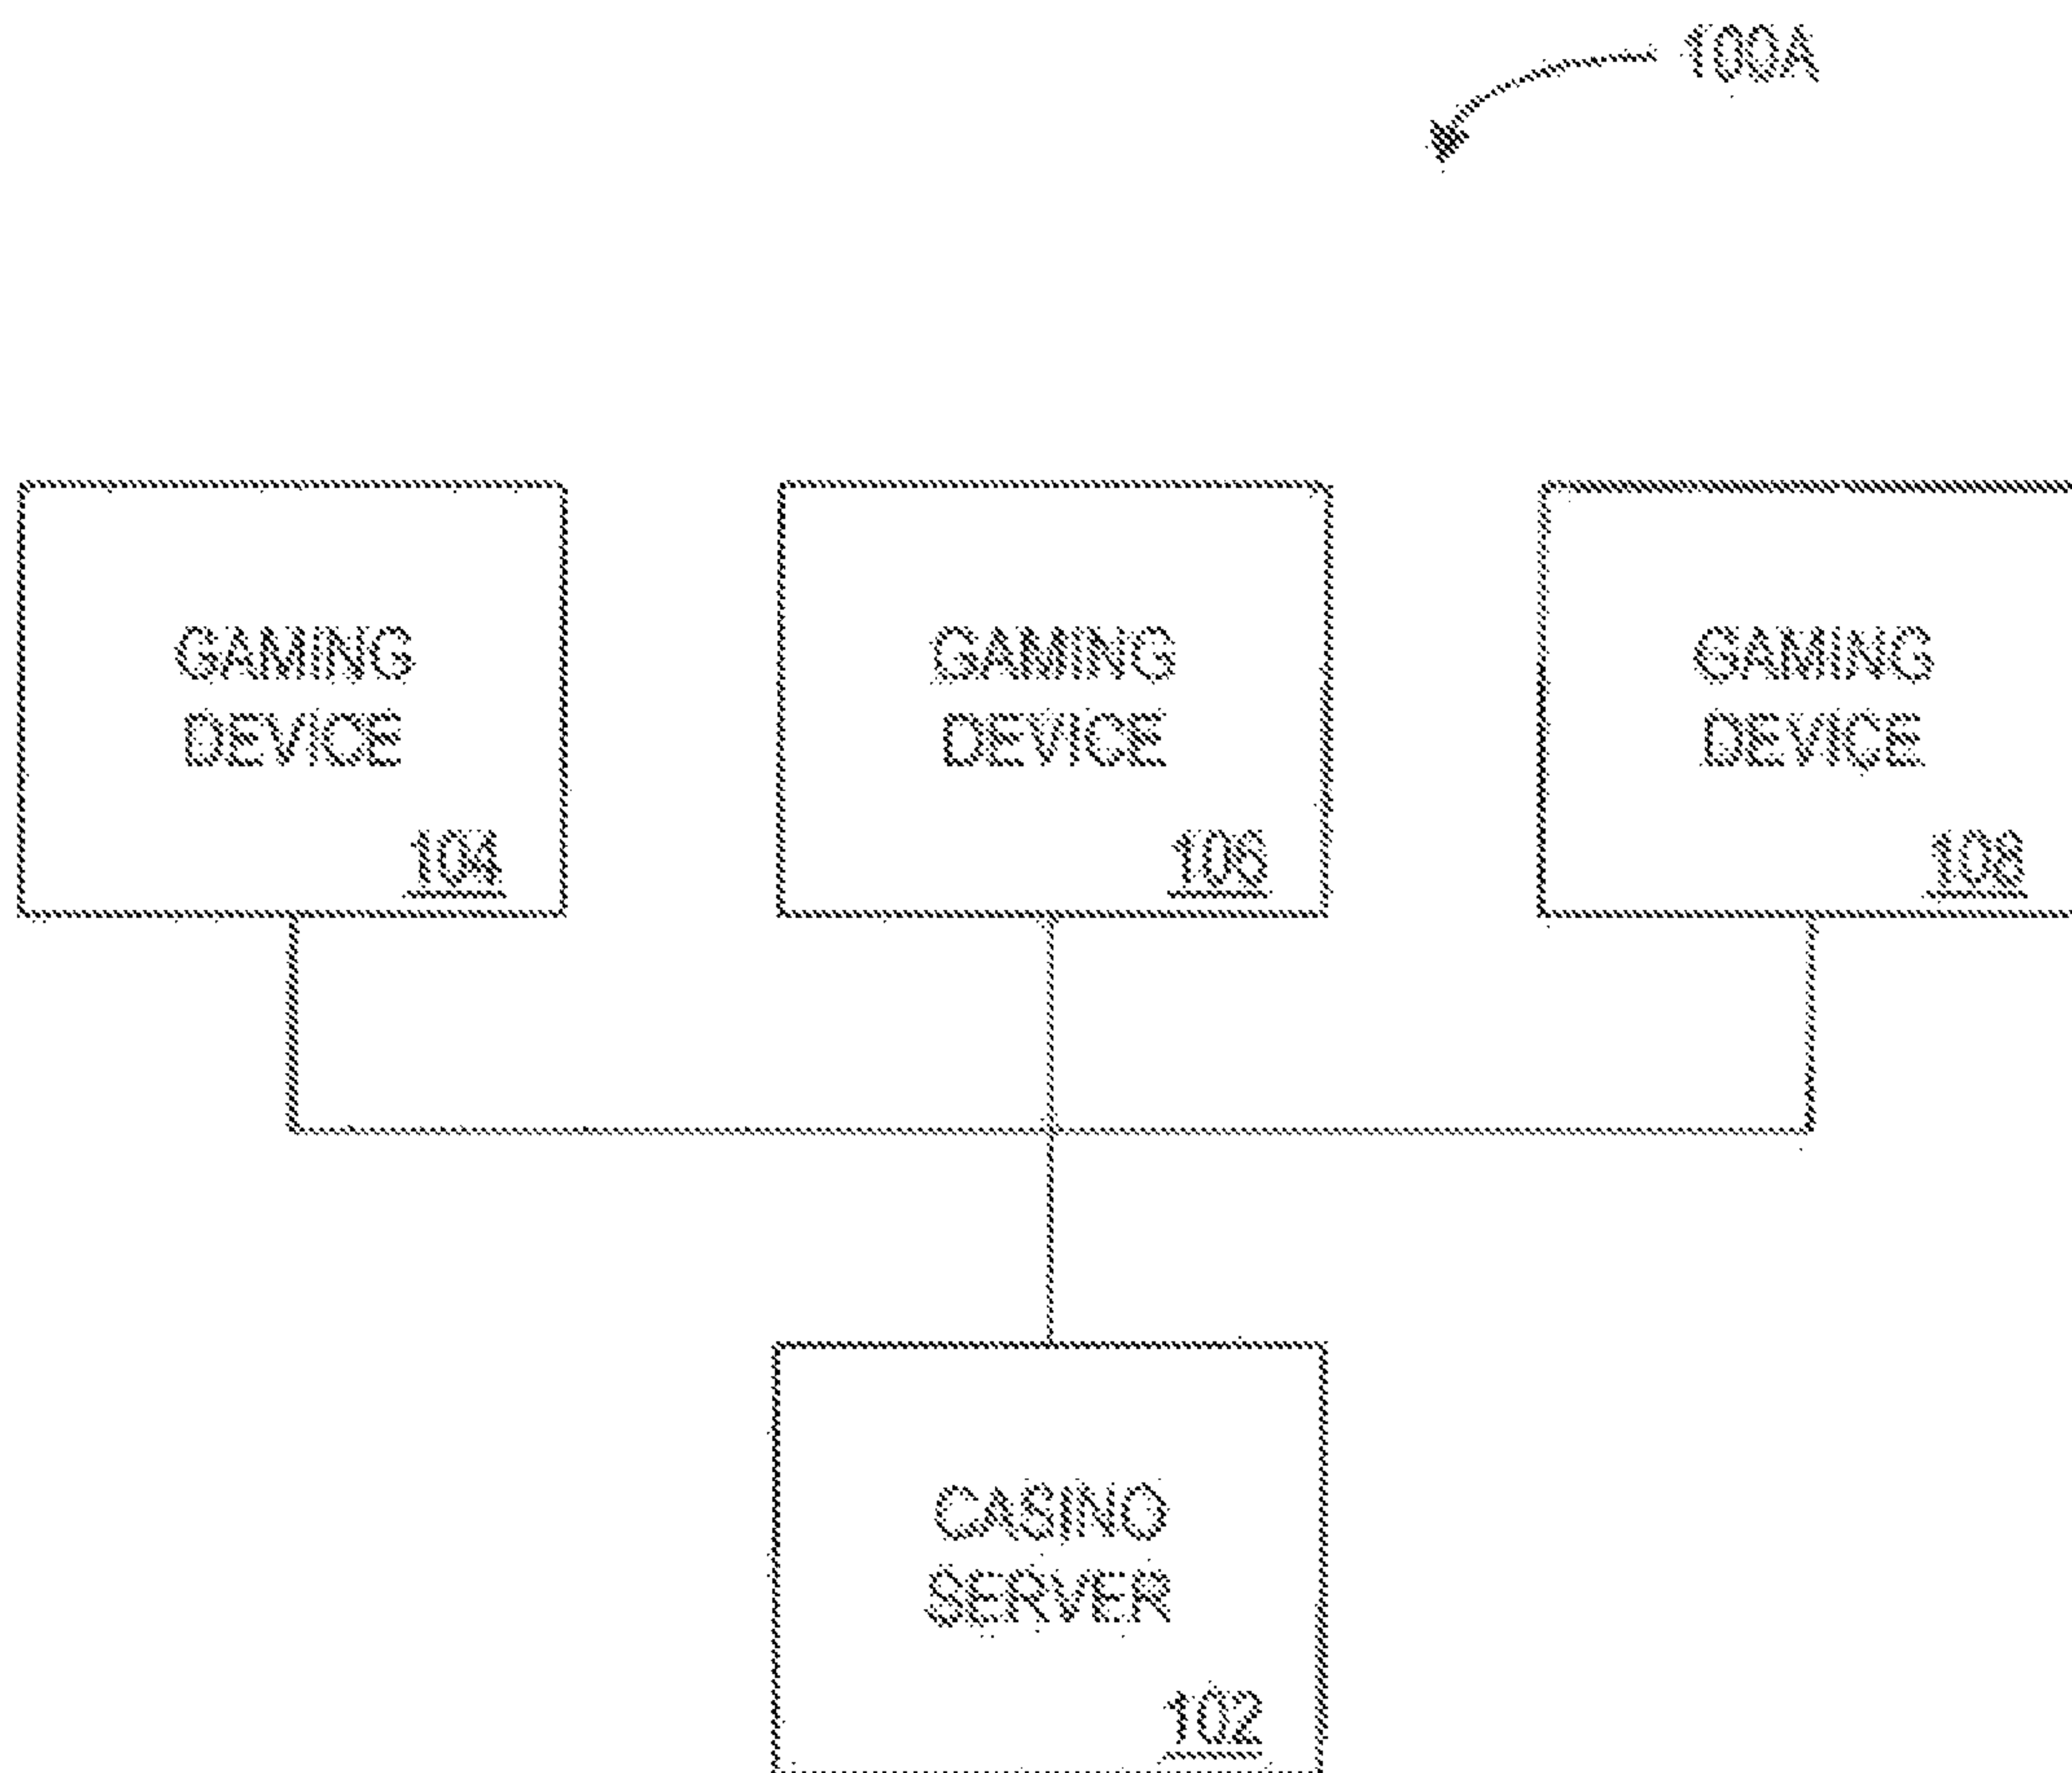 100A
GAMING
DEVICE
104
GAMING
DEVICE
106
GAMING
DEVICE
108
CASINO
SERVER
102